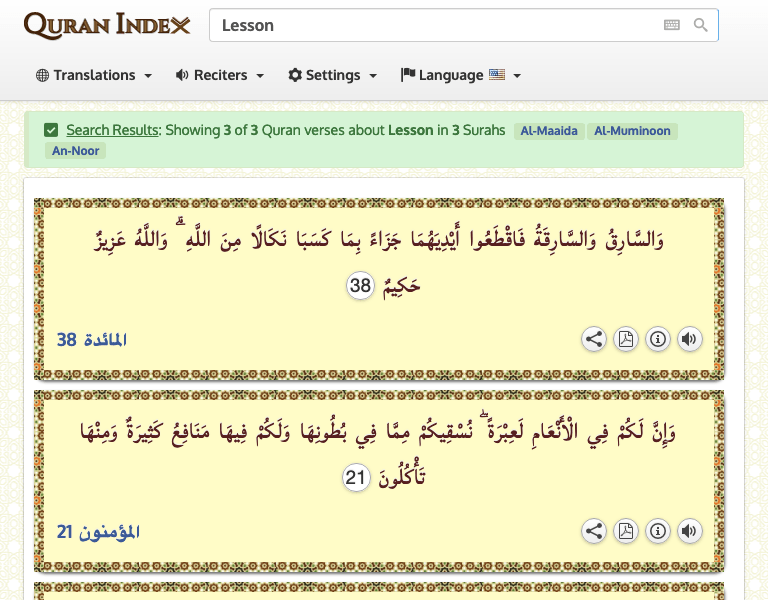 QURAN INDEX
Lesson
Translations Reciters Settings Language
Search Results: Showing 3 of 3 Quran verses about Lesson in 3 Surahs Al-Maaida Al-Muminoon
An-Noor
وَالسَّارِقُ وَالسَّارِقَةُ فَاقْطَعُوا أَيْدِيَهُمَا جَزَاءً بِمَا كَسَبَا نَكَالًا مِنَ اللَّهِ ۗ وَاللَّهُ عَزِيزٌ
حَكِيمٌ 38
المائدة 38
وَإِنَّ لَكُمْ فِي الْأَنْعَامِ لَعِبْرَةً ۖ نُسْقِيكُمْ مِمَّا فِي بُطُونِهَا وَلَكُمْ فِيهَا مَنَافِعُ كَثِيرَةٌ وَمِنْهَا
تَأْكُلُونَ 21
المؤمنون 21